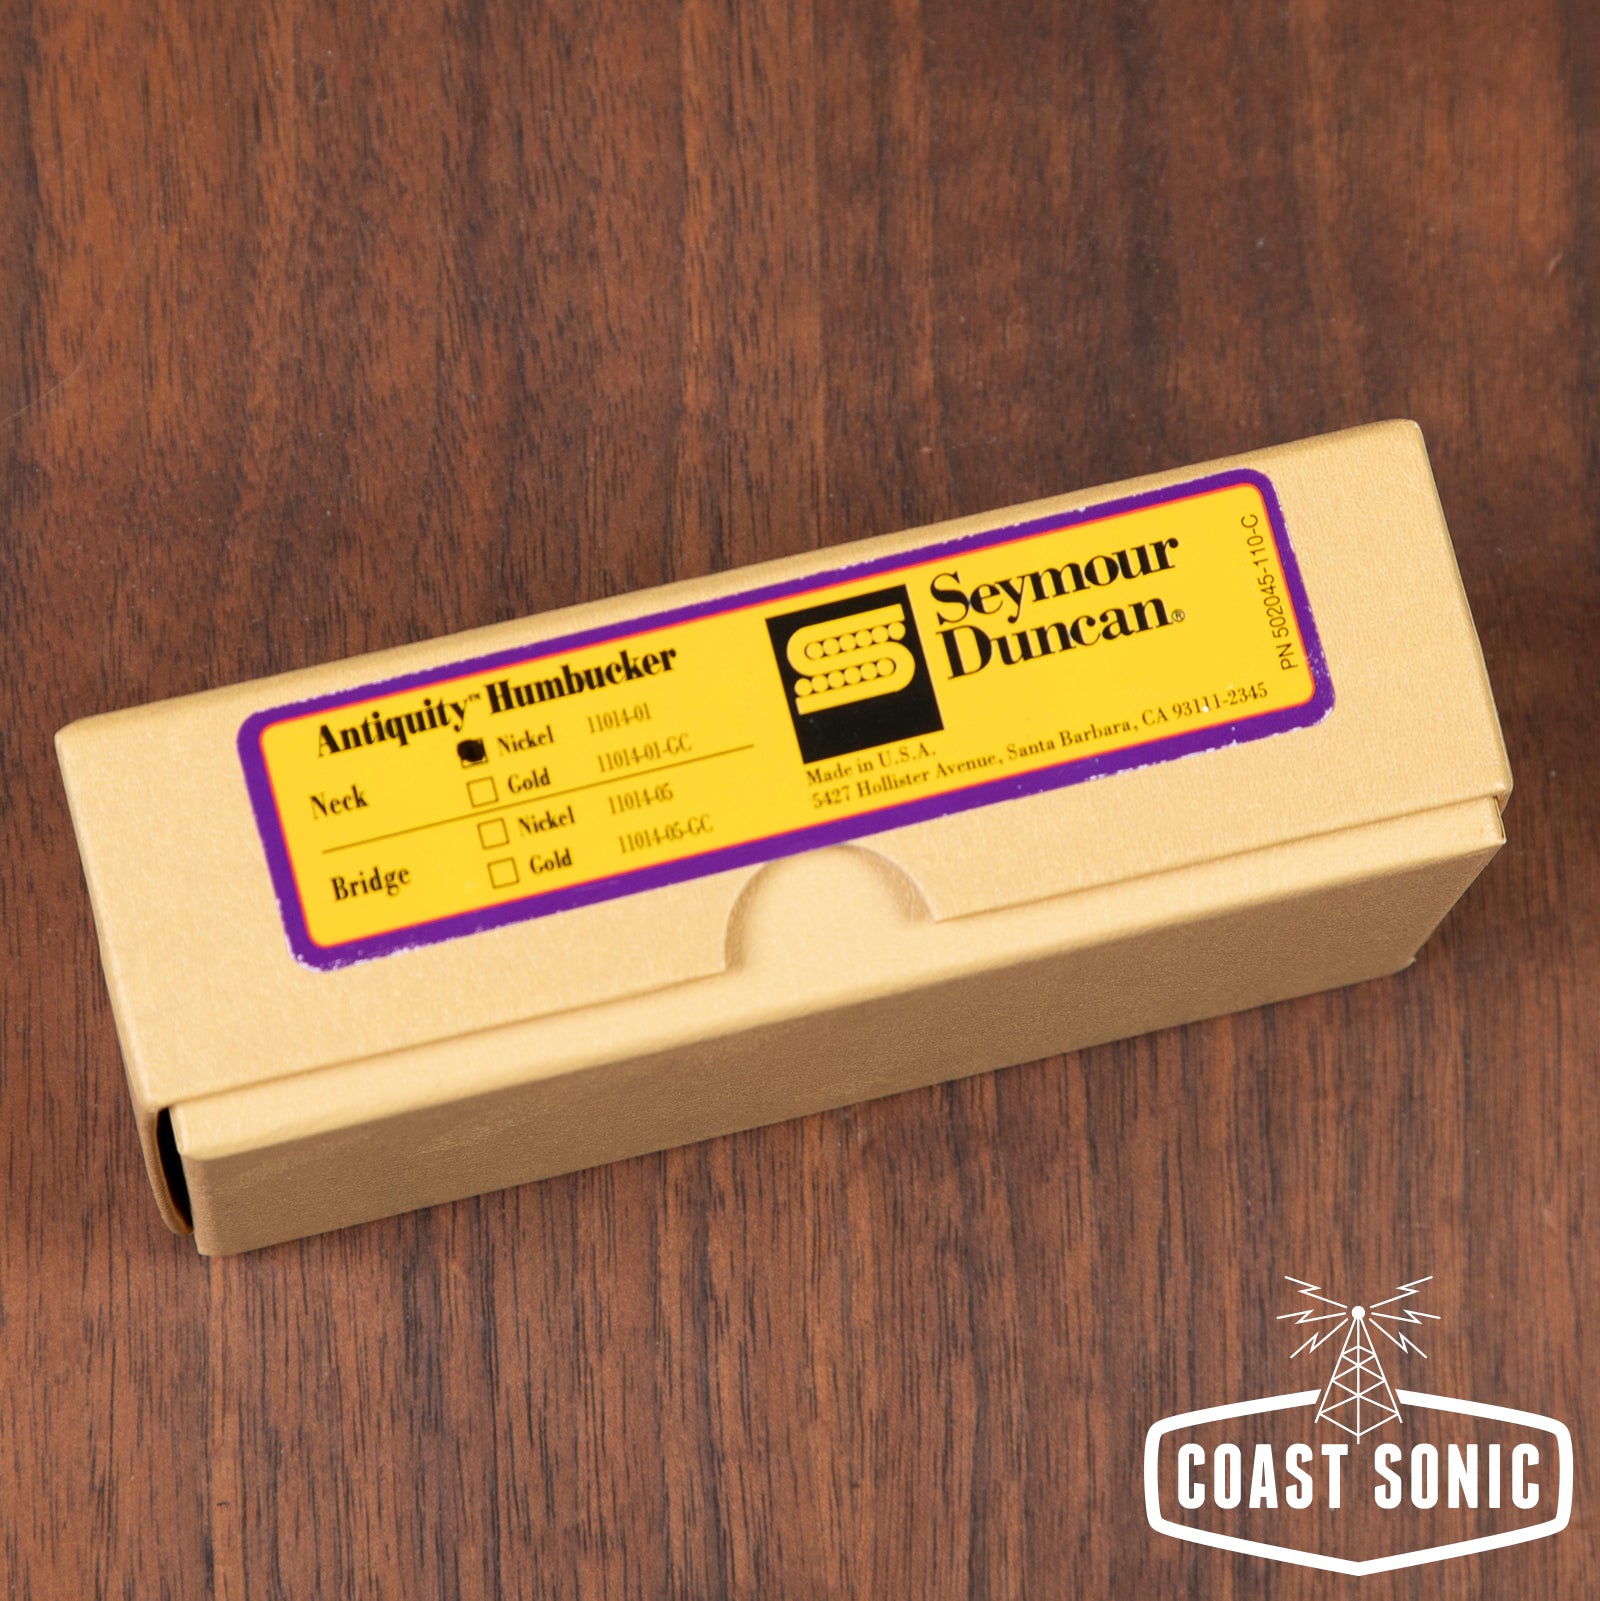 Antiquity™ Humbucker
Neck
Nickel 11014-01
Gold 11014-01-GC
Bridge
Nickel 11014-05
Gold 11014-05-GC
Seymour
Duncan®
Made in U.S.A.
5427 Hollister Avenue, Santa Barbara, CA 93111-2345
PN 502045-110-C
COAST SONIC